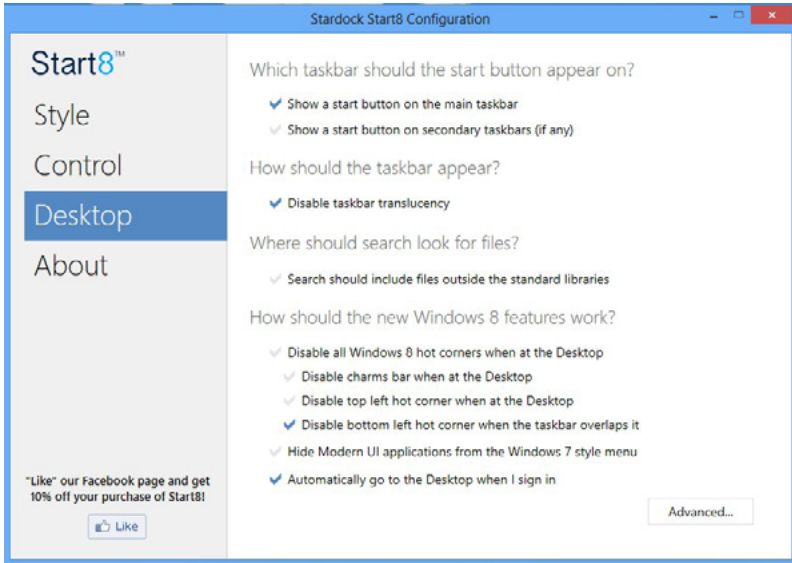 Stardock Start8 Configuration
Start8™
Style
Control
Desktop
About
"Like" our Facebook page and get
10% off your purchase of Start8!
Like
Which taskbar should the start button appear on?
Show a start button on the main taskbar
Show a start button on secondary taskbars (if any)
How should the taskbar appear?
Disable taskbar translucency
Where should search look for files?
Search should include files outside the standard libraries
How should the new Windows 8 features work?
Disable all Windows 8 hot corners when at the Desktop
Disable charms bar when at the Desktop
Disable top left hot corner when at the Desktop
Disable bottom left hot corner when the taskbar overlaps it
Hide Modern UI applications from the Windows 7 style menu
Automatically go to the Desktop when I sign in
Advanced...